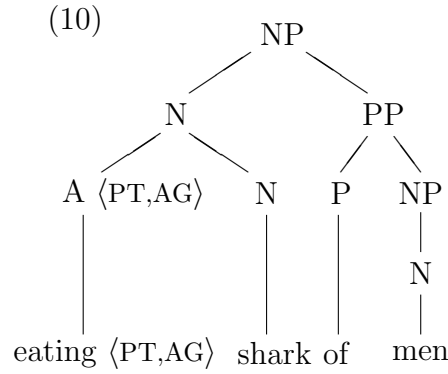 (10)
NP
N PP
A ⟨PT,AG⟩ N P NP
N
eating ⟨PT,AG⟩ shark of men